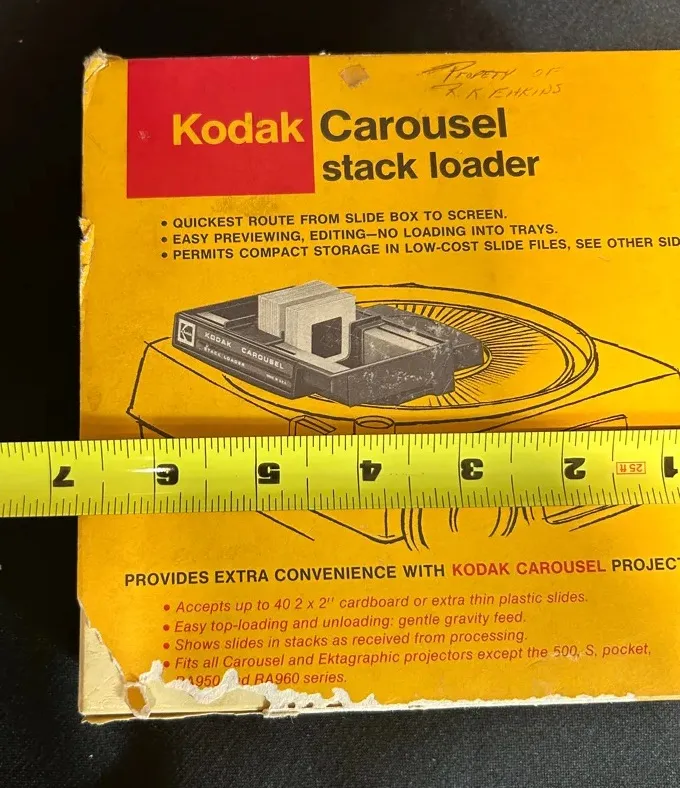 Property OF
R.K. EAKINS
Kodak Carousel
stack loader
• QUICKEST ROUTE FROM SLIDE BOX TO SCREEN.
• EASY PREVIEWING, EDITING—NO LOADING INTO TRAYS.
• PERMITS COMPACT STORAGE IN LOW-COST SLIDE FILES, SEE OTHER SID
KODAK CAROUSEL
STACK LOADER
7 6 5 4 3 2 25 ft 1
PROVIDES EXTRA CONVENIENCE WITH KODAK CAROUSEL PROJECT
• Accepts up to 40 2 x 2" cardboard or extra thin plastic slides.
• Easy top-loading and unloading: gentle gravity feed.
• Shows slides in stacks as received from processing.
• Fits all Carousel and Ektagraphic projectors except the 500, S, pocket,
RA950 and RA960 series.